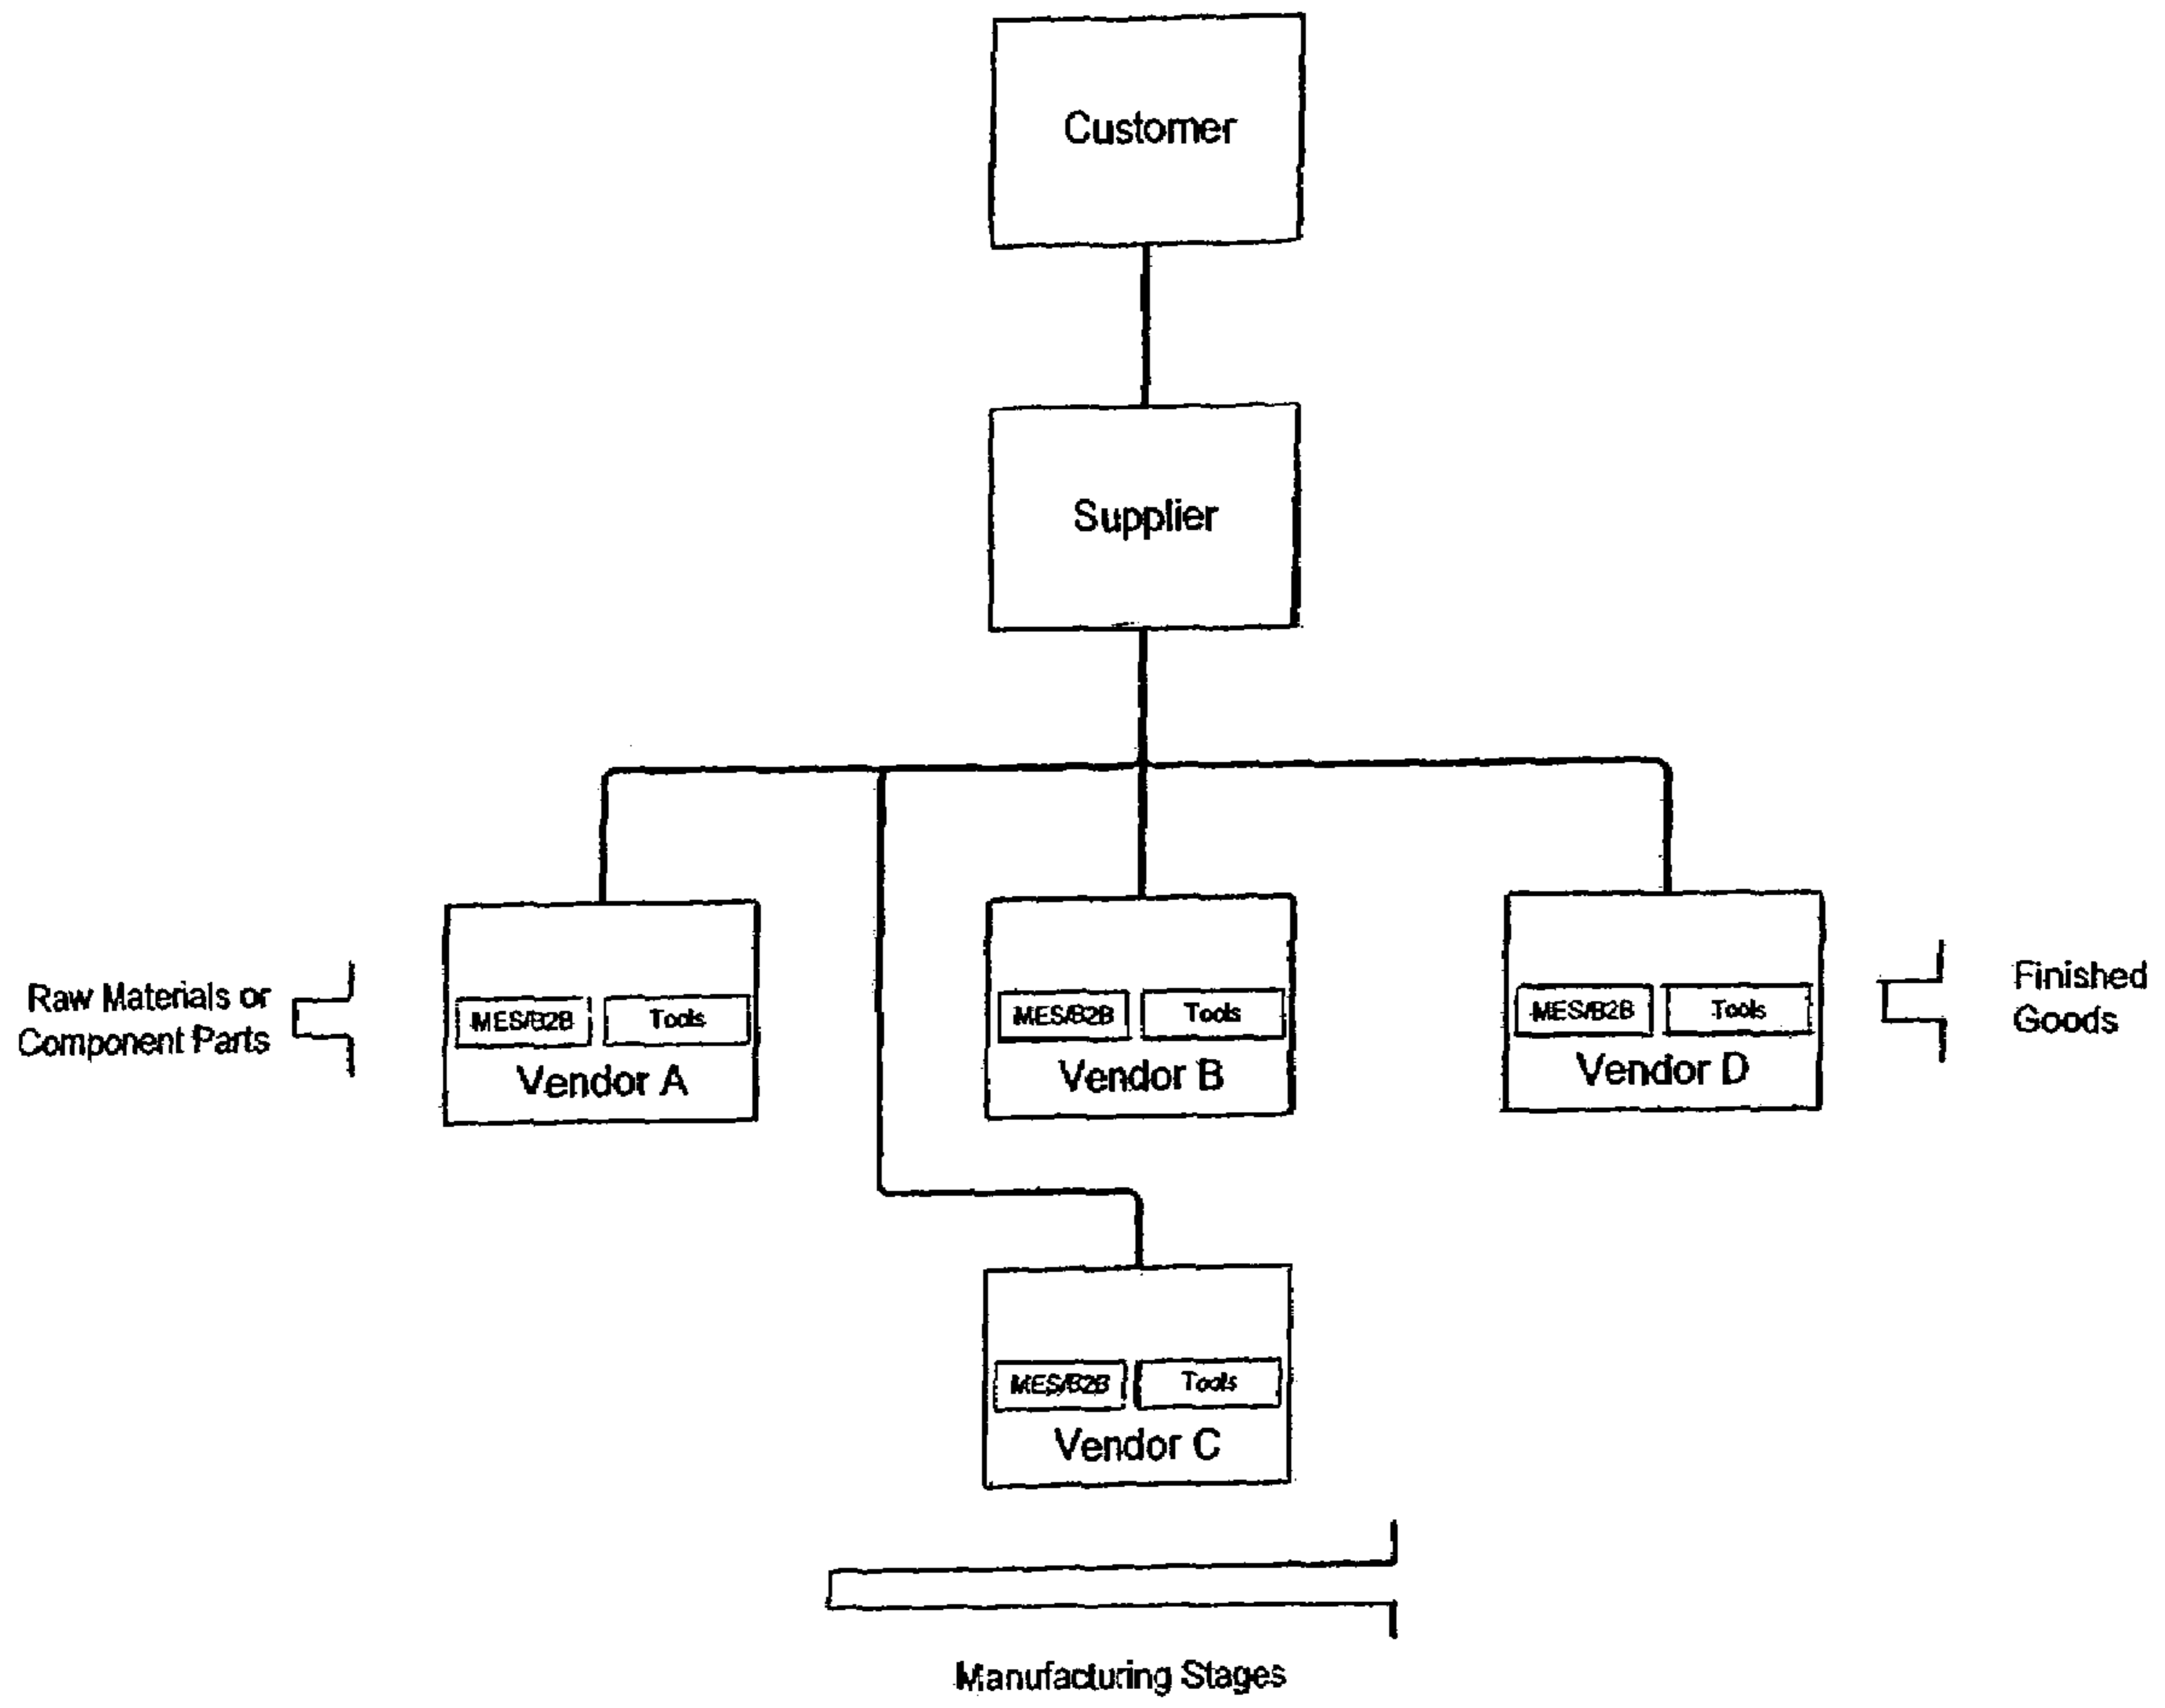 Customer
Supplier
Raw Materials or
Component Parts
MES/B2B Tools
Vendor A
MES/B2B Tools
Vendor B
MES/B2B Tools
Vendor D
Finished
Goods
MES/B2B Tools
Vendor C
Manufacturing Stages